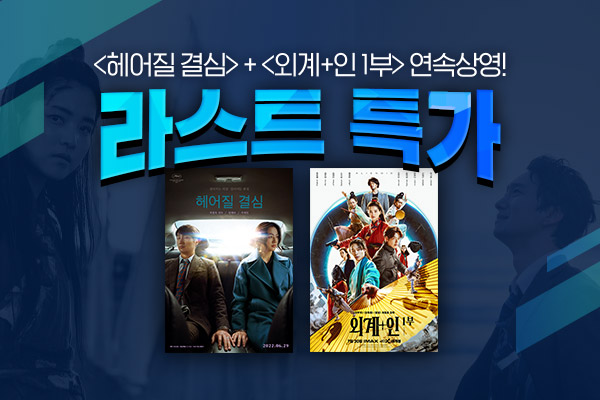 <헤어질 결심> + <외계+인 1부> 연속상영!
라스트 특가
헤어질 결심
2022.06.29
외계+인 1부